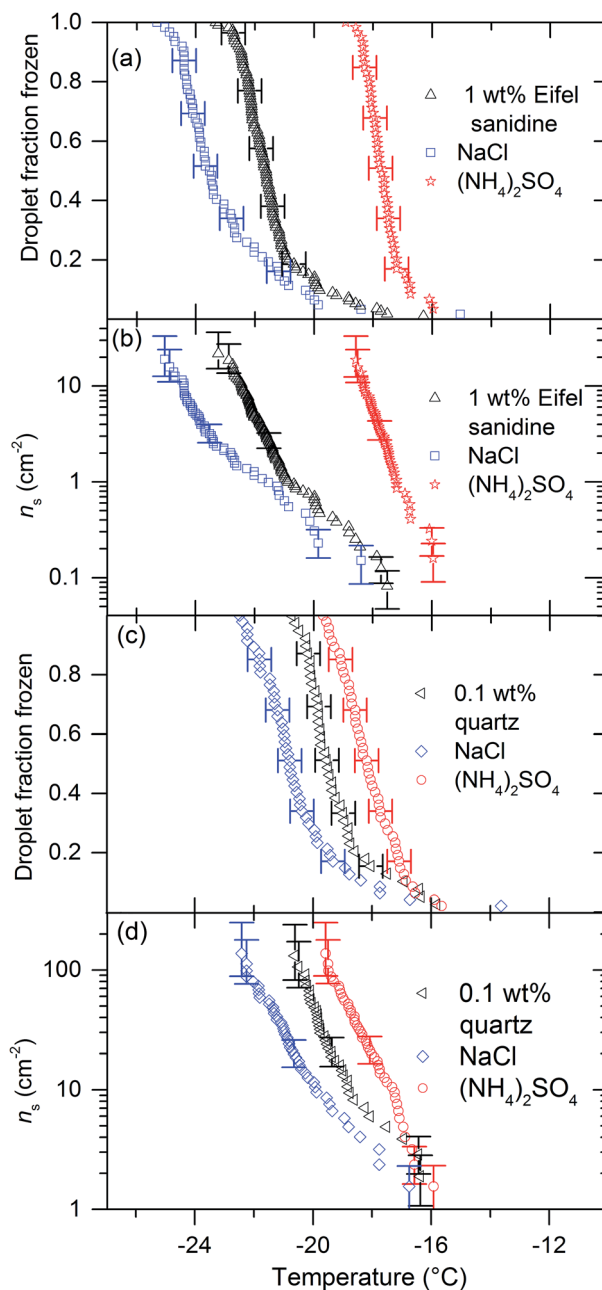 1.0
(a)
0.8
1 wt% Eifel
sanidine
0.6
NaCl
(NH₄)₂SO₄
0.4
0.2
Droplet fraction frozen
(b)
10
1 wt% Eifel
sanidine
NaCl
1
(NH₄)₂SO₄
0.1
nₛ (cm⁻²)
(c)
0.8
0.1 wt%
quartz
0.6
NaCl
(NH₄)₂SO₄
0.4
0.2
Droplet fraction frozen
(d)
100
0.1 wt%
quartz
NaCl
10
(NH₄)₂SO₄
1
nₛ (cm⁻²)
-24 -20 -16 -12
Temperature (°C)